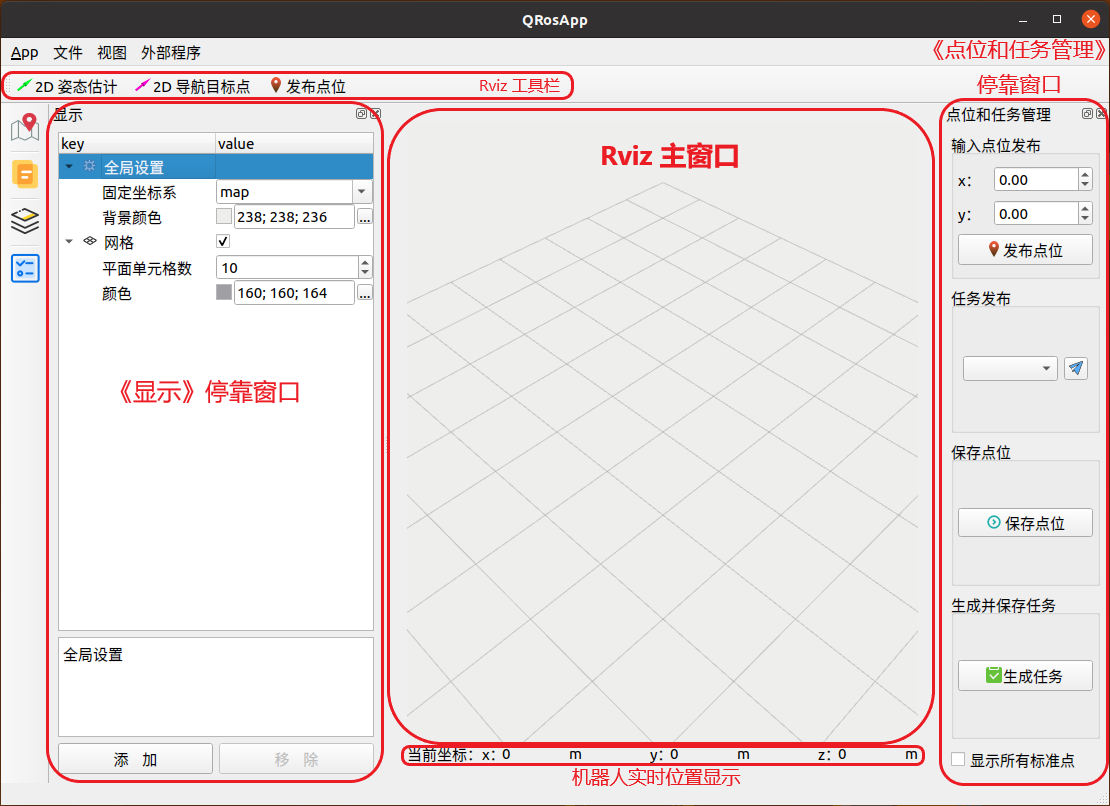 QRosApp
App 文件 视图 外部程序
《点位和任务管理》
停靠窗口
2D 姿态估计 2D 导航目标点 发布点位 Rviz 工具栏
显示
key value
全局设置
固定坐标系 map
背景颜色 238; 238; 236 ...
网格
平面单元格数 10
颜色 160; 160; 164 ...
《显示》停靠窗口
全局设置
添 加 移 除
Rviz 主窗口
当前坐标: x: 0 m y: 0 m z: 0 m
机器人实时位置显示
点位和任务管理
输入点位发布
x: 0.00
y: 0.00
发布点位
任务发布
保存点位
保存点位
生成并保存任务
生成任务
显示所有标准点